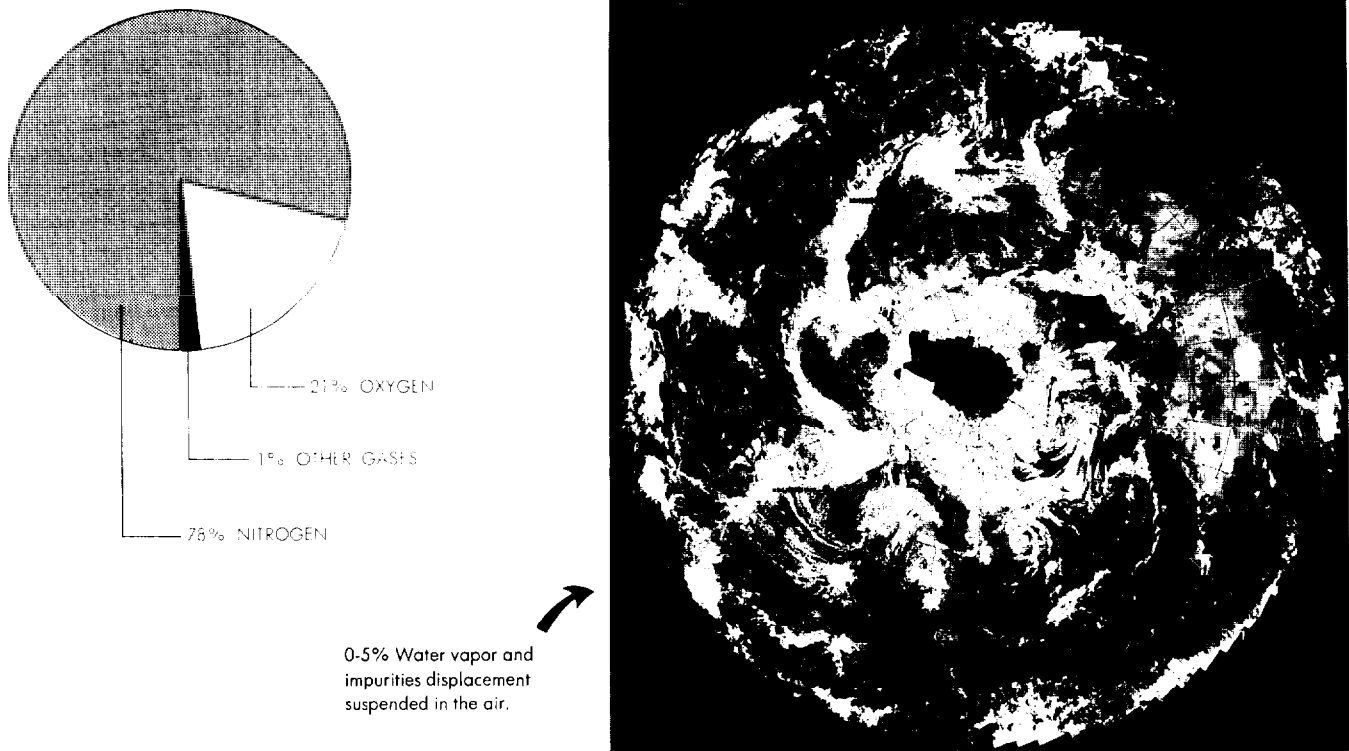 21% OXYGEN
1% OTHER GASES
78% NITROGEN
0-5% Water vapor and
impurities displacement
suspended in the air.